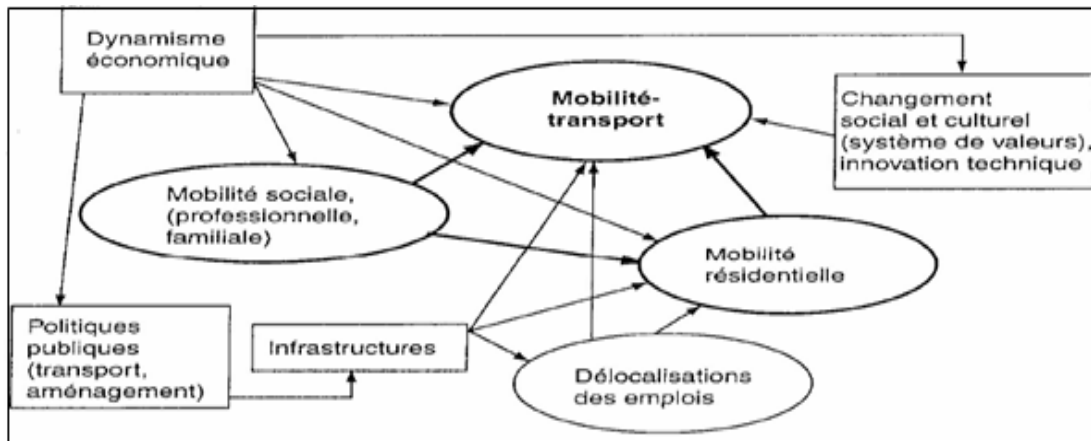 Dynamisme
économique
Mobilité-
transport
Changement
social et culturel
(système de valeurs),
innovation technique
Mobilité sociale,
(professionnelle,
familiale)
Mobilité
résidentielle
Politiques
publiques
(transport,
aménagement)
Infrastructures
Délocalisations
des emplois